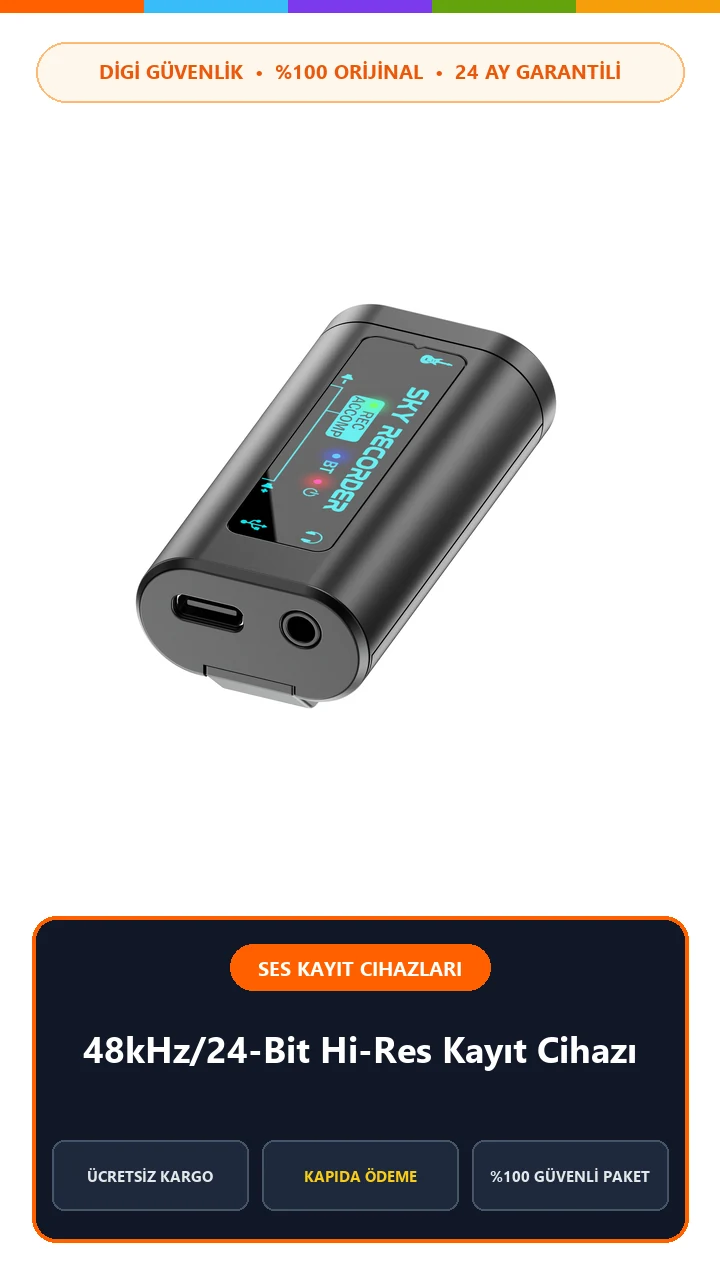 DİGİ GÜVENLİK • %100 ORİJİNAL • 24 AY GARANTİLİ
SKY RECORDER
REC
ACCOMP
BT
SES KAYIT CIHAZLARI
48kHz/24-Bit Hi-Res Kayıt Cihazı
ÜCRETSİZ KARGO
KAPIDA ÖDEME
%100 GÜVENLİ PAKET